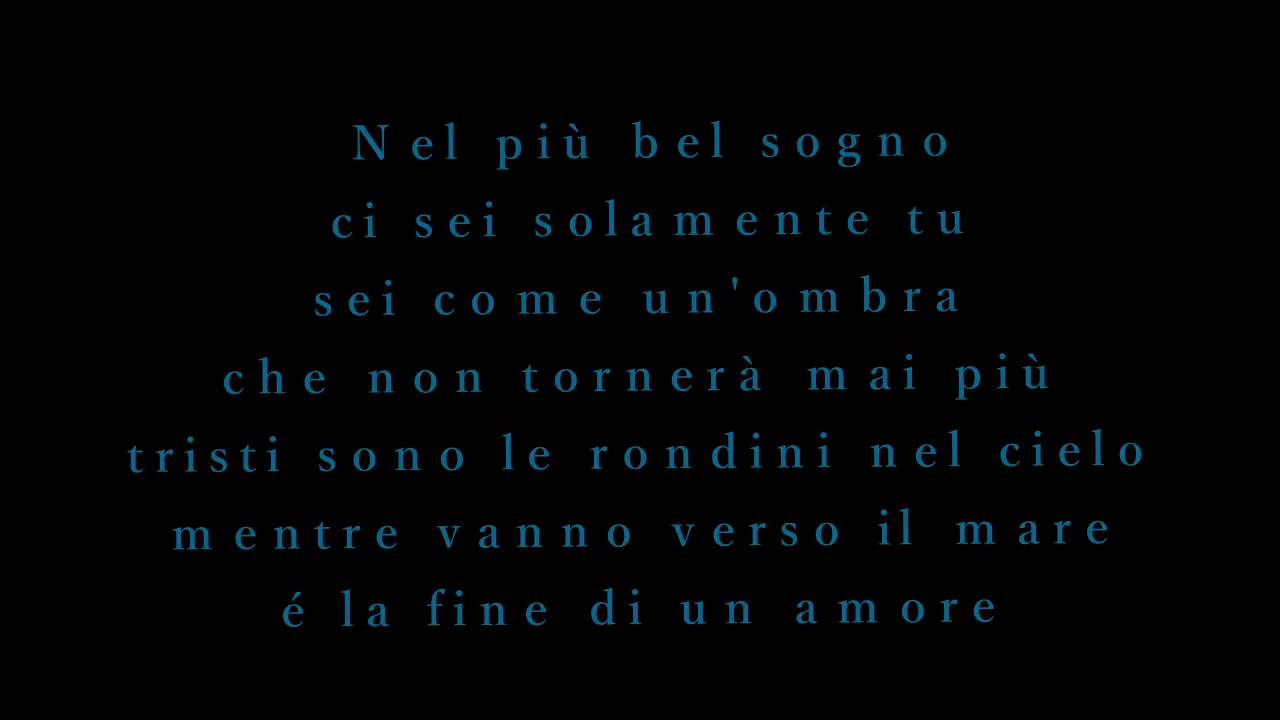 Nel più bel sogno
ci sei solamente tu
sei come un'ombra
che non tornerà mai più
tristi sono le rondini nel cielo
mentre vanno verso il mare
é la fine di un amore